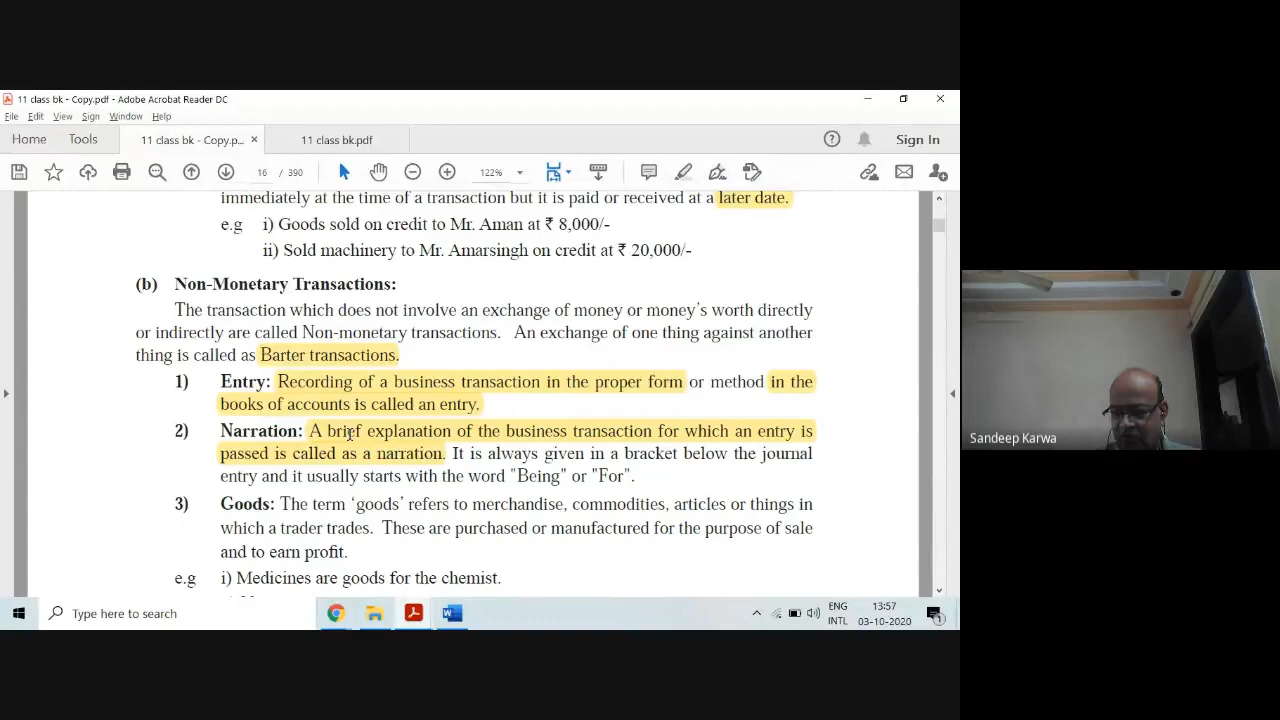 11 class bk - Copy.pdf - Adobe Acrobat Reader DC
File Edit View Sign Window Help
Home Tools 11 class bk - Copy.p... × 11 class bk.pdf Sign In
16 / 390 122%
immediately at the time of a transaction but it is paid or received at a later date.
e.g i) Goods sold on credit to Mr. Aman at ₹ 8,000/-
ii) Sold machinery to Mr. Amarsingh on credit at ₹ 20,000/-
(b) Non-Monetary Transactions:
The transaction which does not involve an exchange of money or money's worth directly
or indirectly are called Non-monetary transactions. An exchange of one thing against another
thing is called as Barter transactions.
1) Entry: Recording of a business transaction in the proper form or method in the
books of accounts is called an entry.
2) Narration: A brief explanation of the business transaction for which an entry is
passed is called as a narration. It is always given in a bracket below the journal
entry and it usually starts with the word "Being" or "For".
3) Goods: The term 'goods' refers to merchandise, commodities, articles or things in
which a trader trades. These are purchased or manufactured for the purpose of sale
and to earn profit.
e.g i) Medicines are goods for the chemist.
Type here to search
ENG 13:57
INTL 03-10-2020
Sandeep Karwa